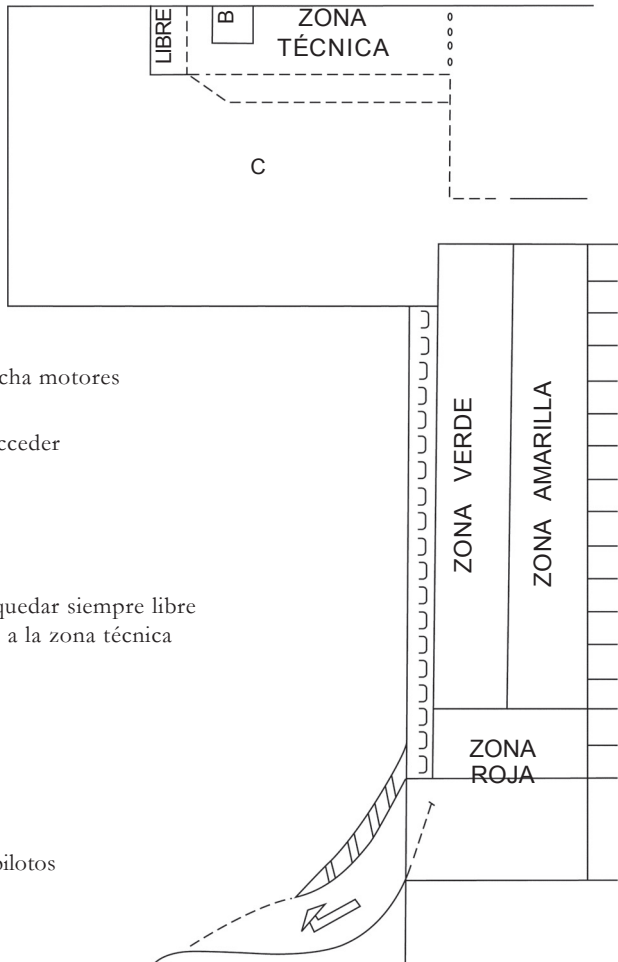 LIBRE
B
ZONA
TÉCNICA
C
cha motores
cceder
ZONA VERDE
ZONA AMARILLA
quedar siempre libre
a la zona técnica
ZONA
ROJA
pilotos